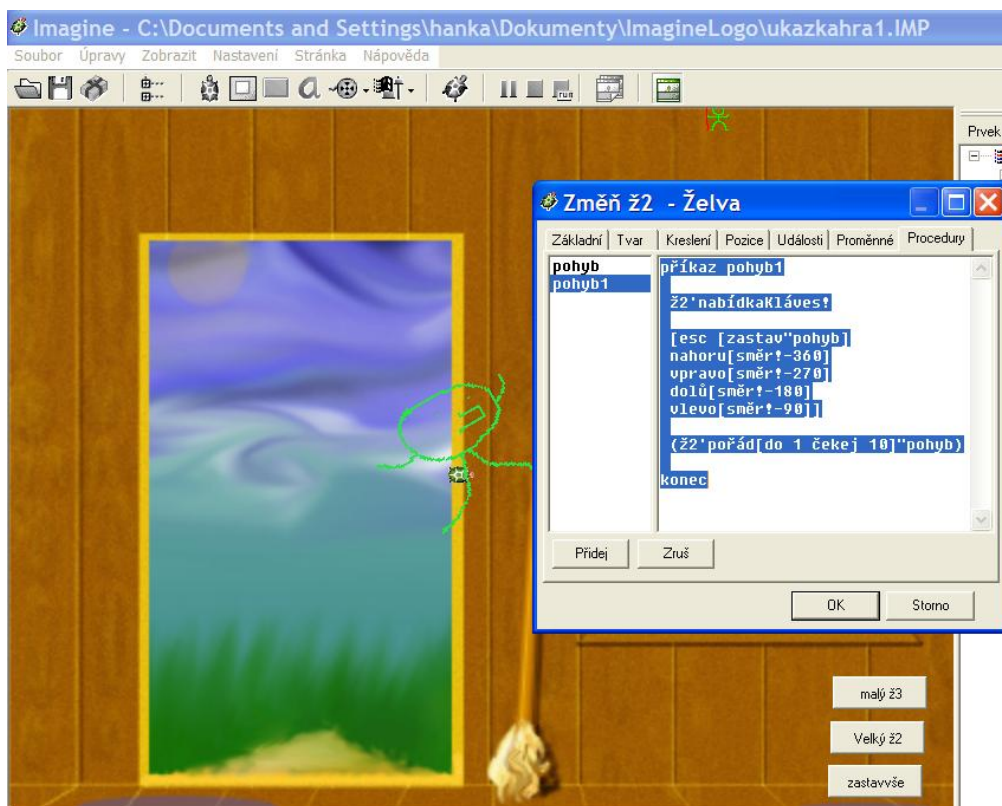 Imagine - C:\Documents and Settings\hanka\Dokumenty\ImagineLogo\ukazkahra1.IMP
Soubor Úpravy Zobrazit Nastavení Stránka Nápověda
run
Prvek
Změň ž2 - Želva
Základní Tvar Kreslení Pozice Události Proměnné Procedury
pohyb
pohyb1
příkaz pohyb1
ž2'nabídkaKláves!
[esc [zastav"pohyb]
nahoru[směr!-360]
vpravo[směr!-270]
dolů[směr!-180]
vlevo[směr!-90]]
(ž2'pořád[do 1 čekej 10]"pohyb)
konec
Přidej Zruš
OK Storno
malý ž3
Velký ž2
zastavvše